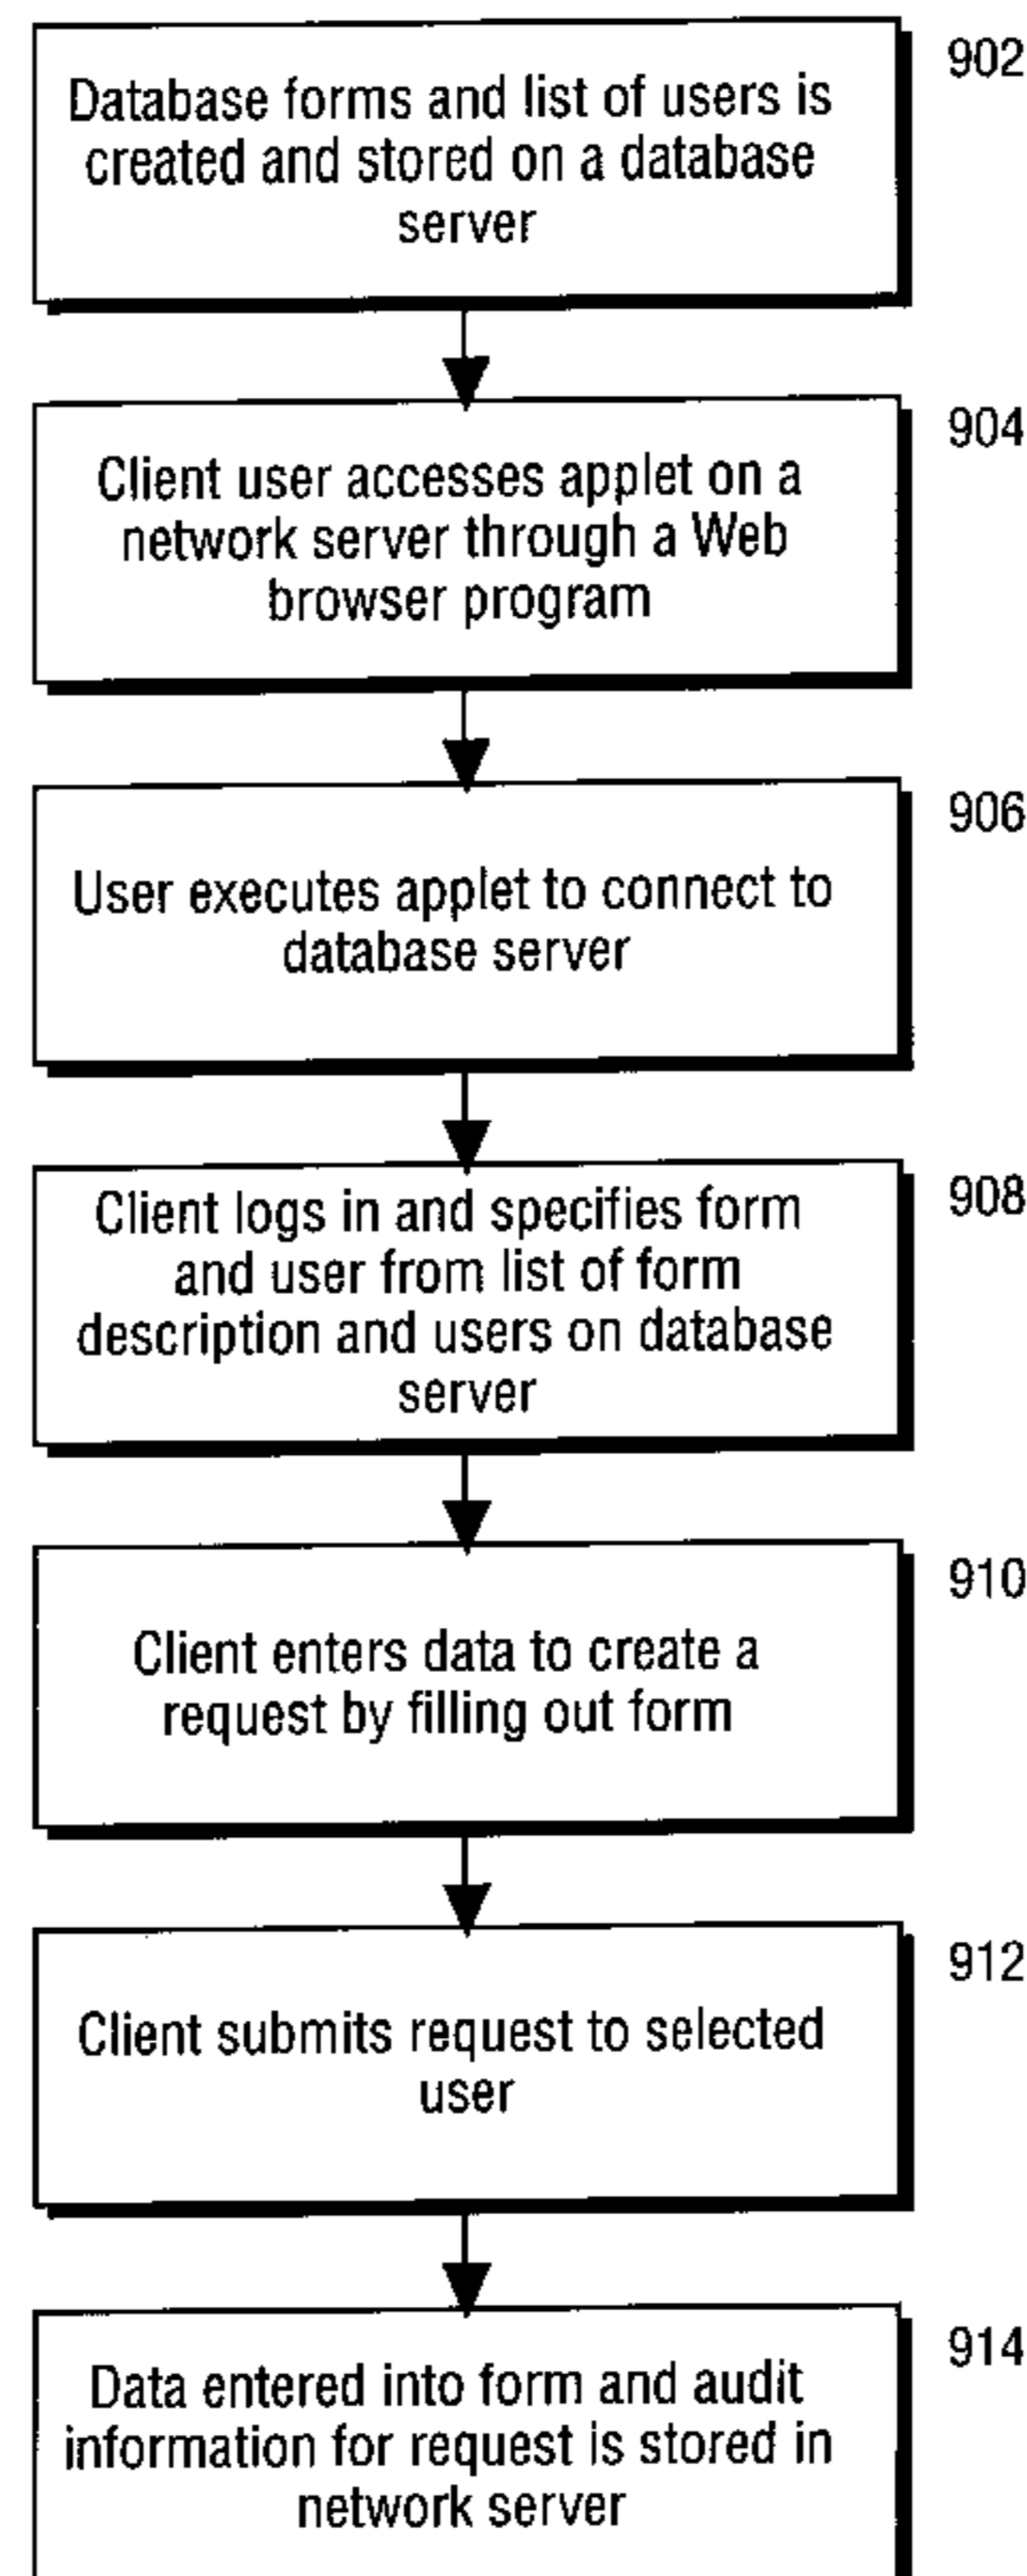 Database forms and list of users is
created and stored on a database
server
902
Client user accesses applet on a
network server through a Web
browser program
904
User executes applet to connect to
database server
906
Client logs in and specifies form
and user from list of form
description and users on database
server
908
Client enters data to create a
request by filling out form
910
Client submits request to selected
user
912
Data entered into form and audit
information for request is stored in
network server
914